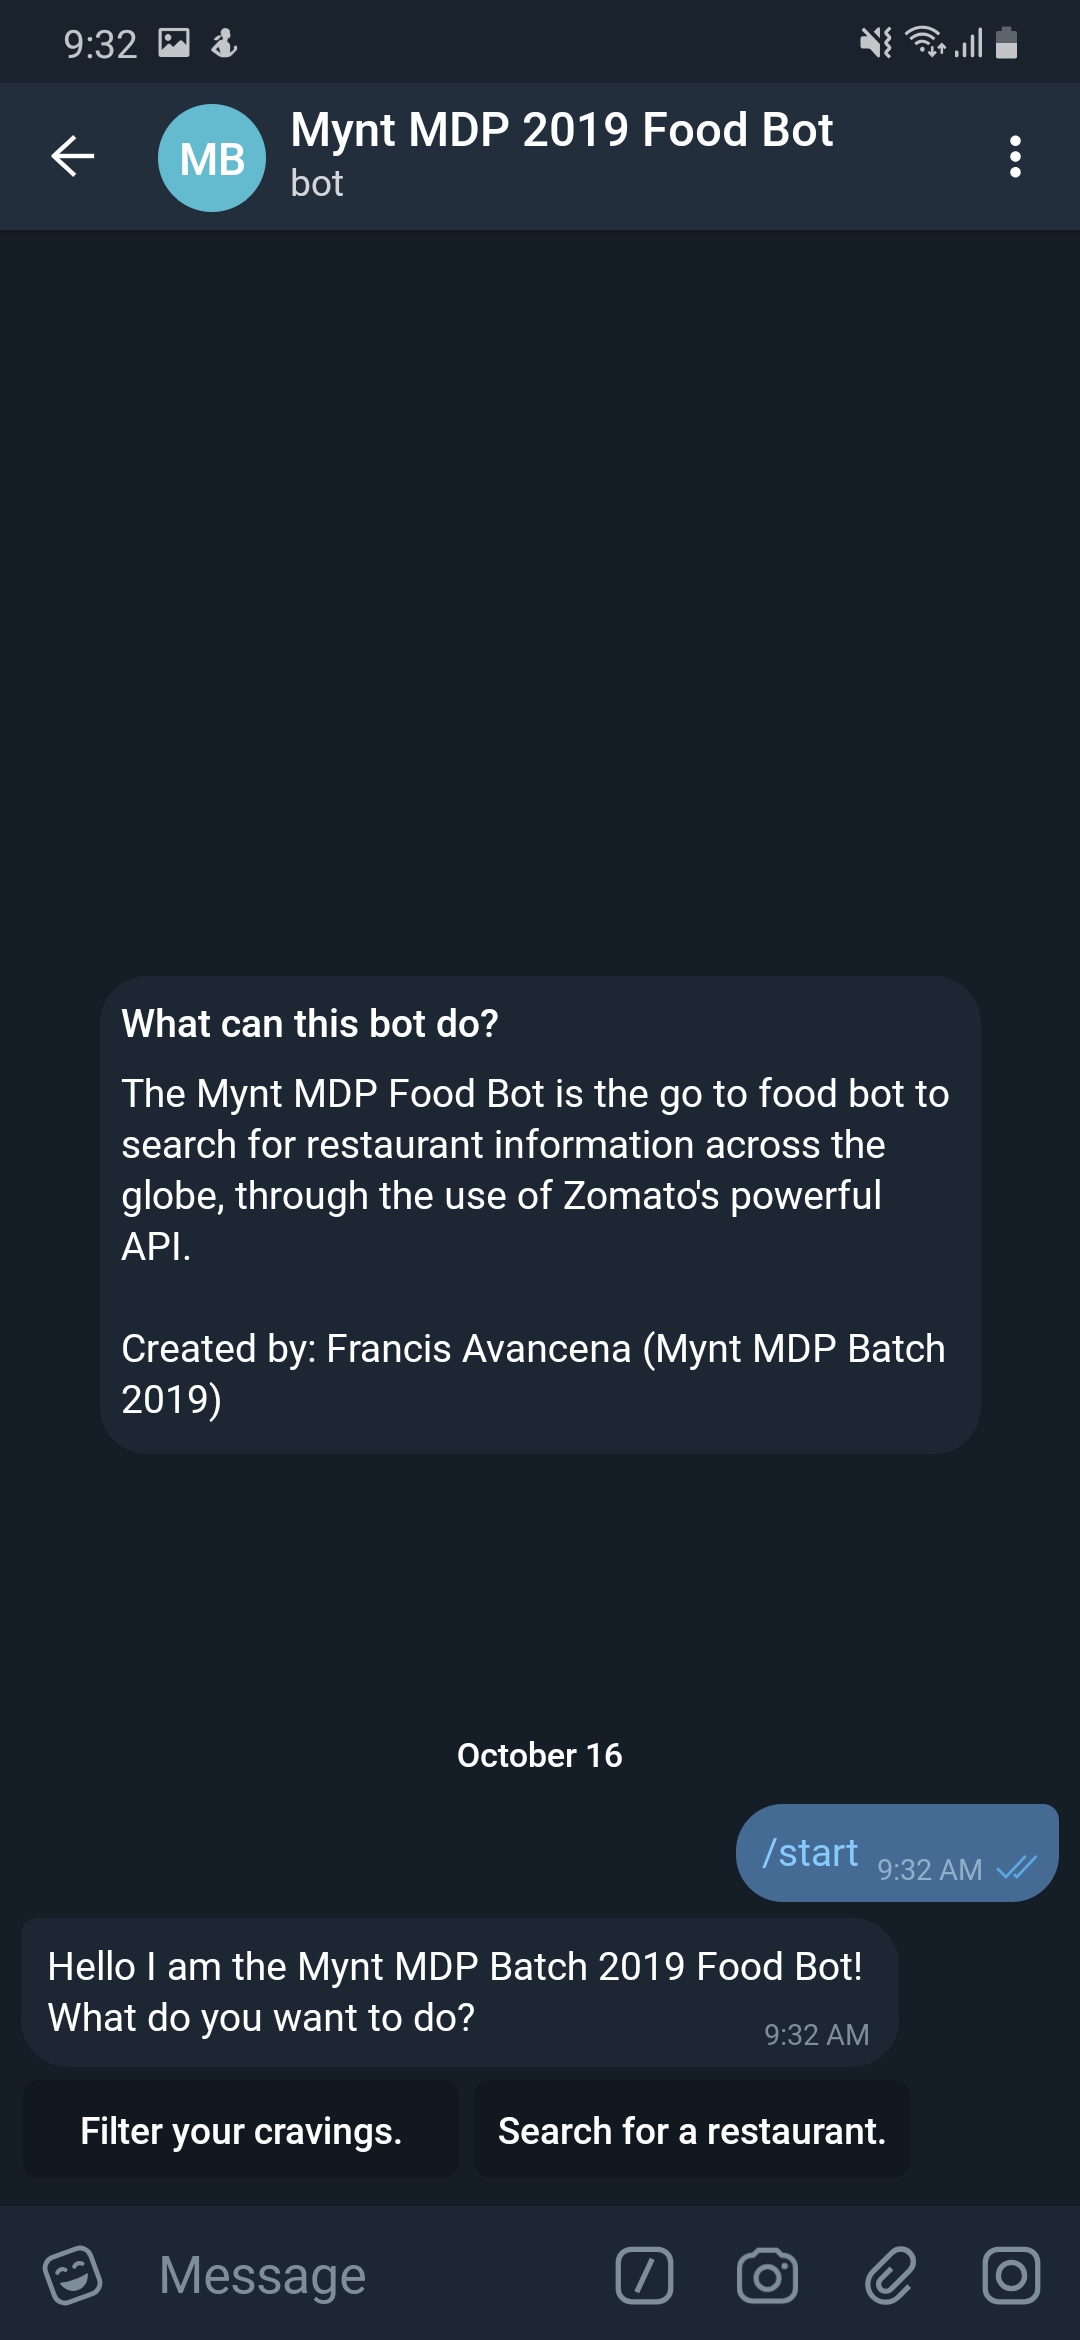 9:32
MB
Mynt MDP 2019 Food Bot
bot
What can this bot do?
The Mynt MDP Food Bot is the go to food bot to
search for restaurant information across the
globe, through the use of Zomato's powerful
API.
Created by: Francis Avancena (Mynt MDP Batch
2019)
October 16
/start 9:32 AM
Hello I am the Mynt MDP Batch 2019 Food Bot!
What do you want to do?
9:32 AM
Filter your cravings. Search for a restaurant.
Message